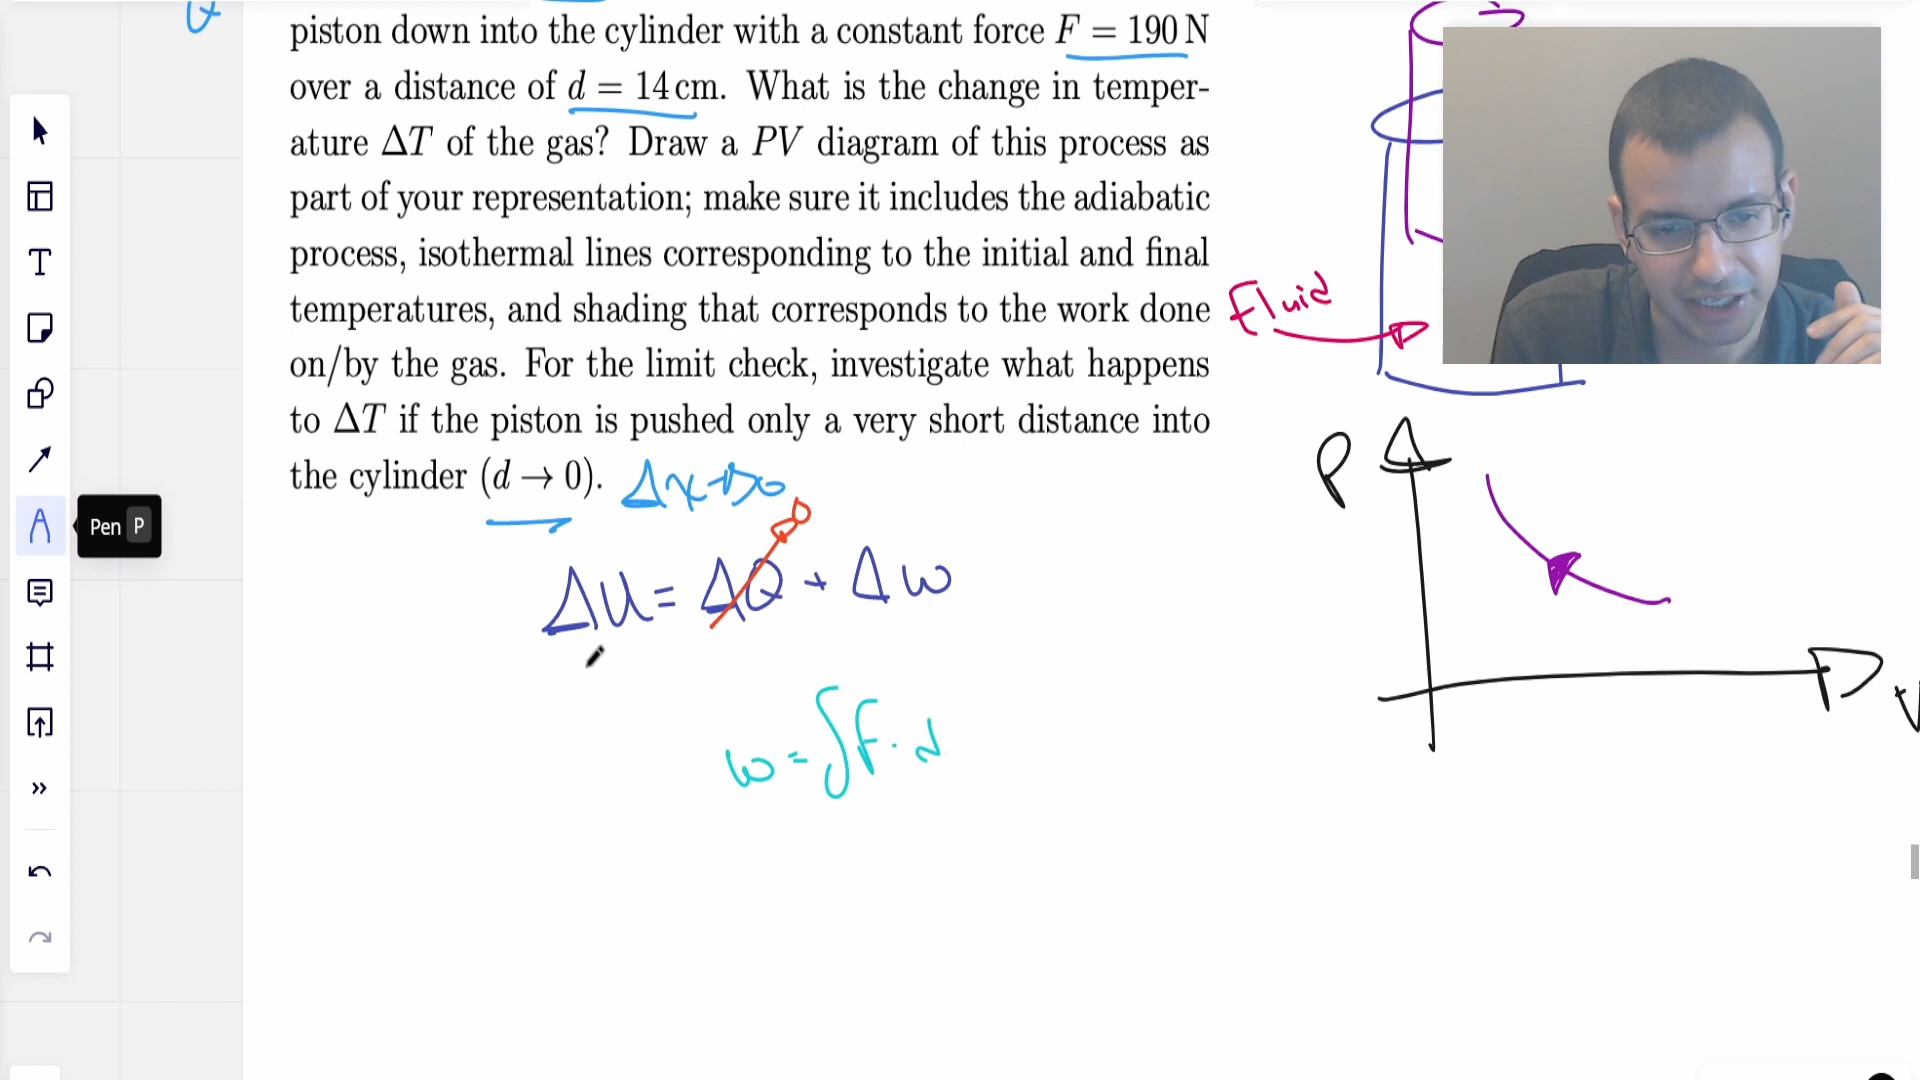 Q
piston down into the cylinder with a constant force F = 190 N
over a distance of d = 14 cm. What is the change in temper-
ature ΔT of the gas? Draw a PV diagram of this process as
part of your representation; make sure it includes the adiabatic
process, isothermal lines corresponding to the initial and final
temperatures, and shading that corresponds to the work done
on/by the gas. For the limit check, investigate what happens
to ΔT if the piston is pushed only a very short distance into
the cylinder (d → 0). Δx→0
Fluid
Pen P
ΔU = ΔQ + Δw
0
w = ∫F · d
P
V
T